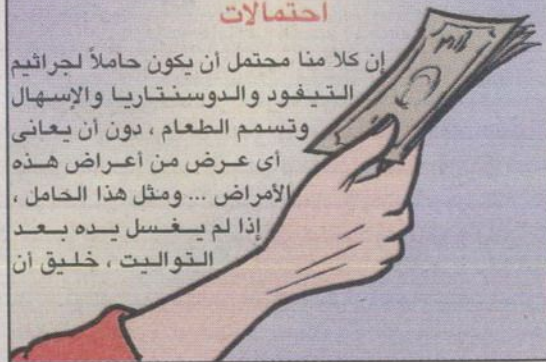 احتمالات
إن كلا منا محتمل أن يكون حاملاً لجراثيم
التيفود والدوسنتاريا والإسهال
وتسمم الطعام ، دون أن يعانى
أى عرض من أعراض هذه
الأمراض ... ومثل هذا الحامل ،
إذا لم يغسل يده بعد
التواليت ، خليق أن